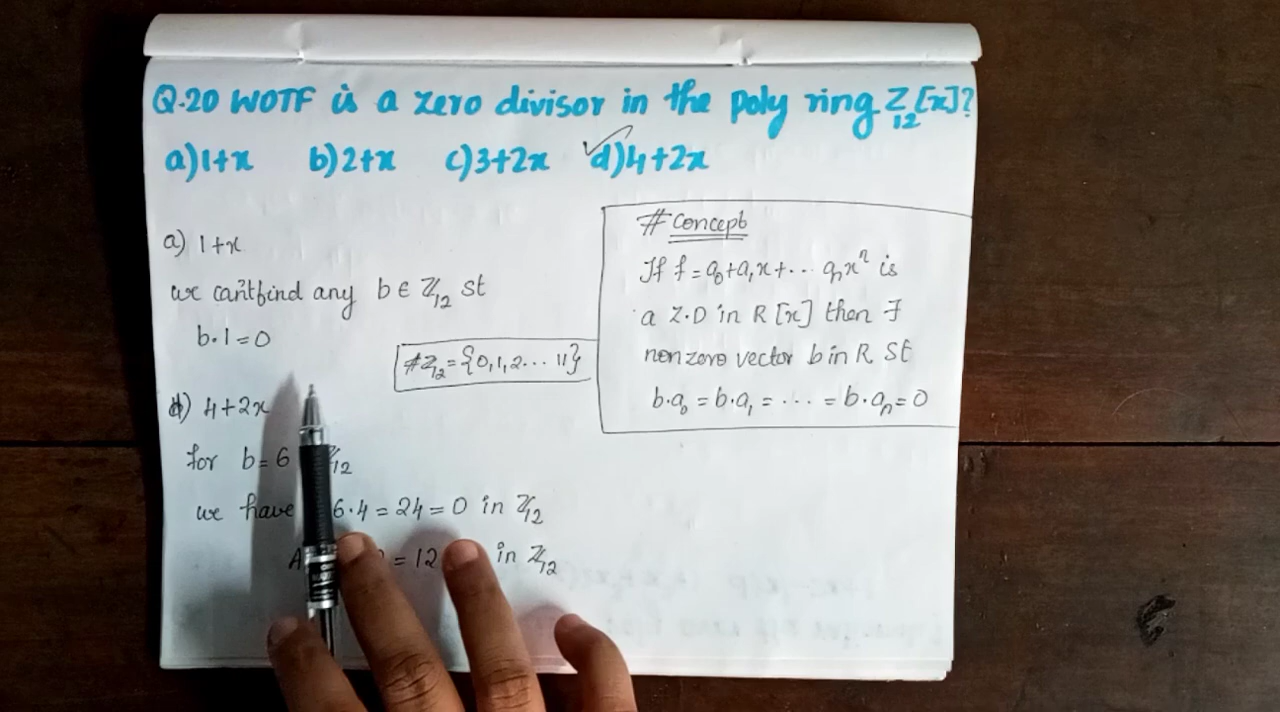 Q.20 WOTF is a zero divisor in the poly ring Z₁₂[x]?
a) 1+x b) 2+x c) 3+2x d) 4+2x
# Concept
If f = a₀+a₁x+... aₙxⁿ is
a Z.D in R[x] then ∃
nonzero vector b in R St
b.a₀ = b.a₁ = .... = b.aₙ = 0
a) 1+x
we can't find any b ∈ Z₁₂ st
b.1 = 0
# Z₁₂ = {0,1,2... 11}
d) 4+2x
for b = 6 Z₁₂
we have 6.4 = 24 = 0 in Z₁₂
= 12 in Z₁₂